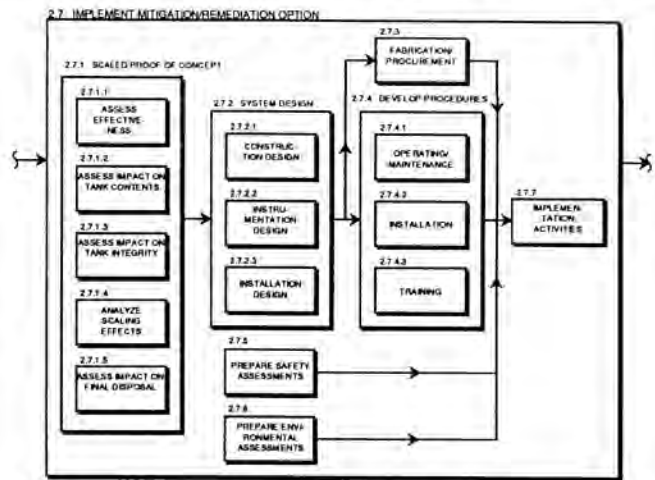 2.7 IMPLEMENT MITIGATION/REMEDIATION OPTION
2.7.1 SCALED PROOF OF CONCEPT
2.7.1.1
ASSESS
EFFECTIVE-
NESS
2.7.1.2
ASSESS IMPACT ON
TANK CONTENTS
2.7.1.3
ASSESS IMPACT ON
TANK INTEGRITY
2.7.1.4
ANALYZE
SCALING
EFFECTS
2.7.1.5
ASSESS IMPACT ON
FINAL DISPOSAL
2.7.2 SYSTEM DESIGN
2.7.2.1
CONSTRUC-
TION DESIGN
2.7.2.2
INSTRU-
MENTATION
DESIGN
2.7.2.3
INSTALLATION
DESIGN
2.7.3
FABRICATION/
PROCUREMENT
2.7.4 DEVELOP PROCEDURES
2.7.4.1
OPERATING/
MAINTENANCE
2.7.4.2
INSTALLATION
2.7.4.3
TRAINING
2.7.5
PREPARE SAFETY
ASSESSMENTS
2.7.6
PREPARE ENVI
RONMENTAL
ASSESSMENTS
2.7.7
IMPLEMEN-
TATION
ACTIVITES